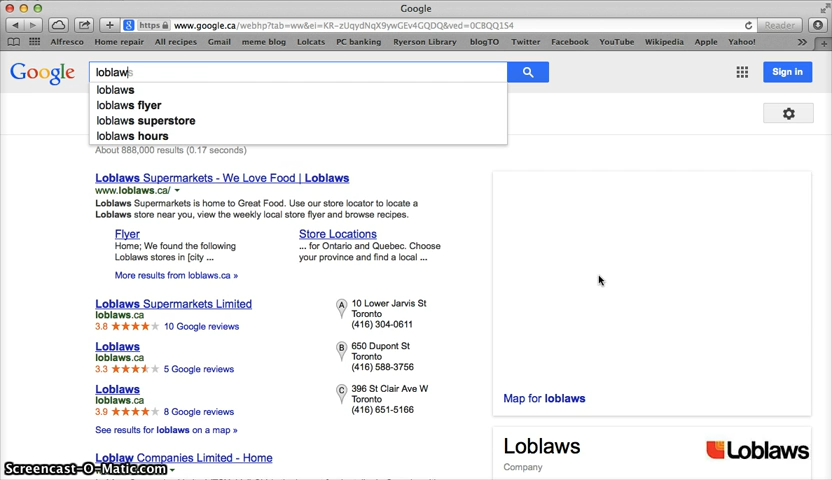 Google
https www.google.ca/webhp?tab=ww&ei=KR-zUqydNqX9ywGEv4GQDQ&ved=0CBQQ1S4
Reader
Alfresco Home repair All recipes Gmail meme blog Lolcats PC banking Ryerson Library blogTO Twitter Facebook YouTube Wikipedia Apple Yahoo!
Google
loblaws
Sign in
loblaws
loblaws flyer
loblaws superstore
loblaws hours
About 888,000 results (0.17 seconds)
Loblaws Supermarkets - We Love Food | Loblaws
www.loblaws.ca/
Loblaws Supermarkets is home to Great Food. Use our store locator to locate a
Loblaws store near you, view the weekly local store flyer and browse recipes.
Flyer
Home; We found the following
Loblaws stores in [city ...
Store Locations
... for Ontario and Quebec. Choose
your province and find a local ...
More results from loblaws.ca »
Loblaws Supermarkets Limited
loblaws.ca
3.8 10 Google reviews
A
10 Lower Jarvis St
Toronto
(416) 304-0611
Loblaws
loblaws.ca
3.3 5 Google reviews
B
650 Dupont St
Toronto
(416) 588-3756
Loblaws
loblaws.ca
3.9 8 Google reviews
C
396 St Clair Ave W
Toronto
(416) 651-5166
See results for loblaws on a map »
Map for loblaws
Loblaws
Company
Loblaws
Loblaw Companies Limited - Home
Screencast-O-Matic.com